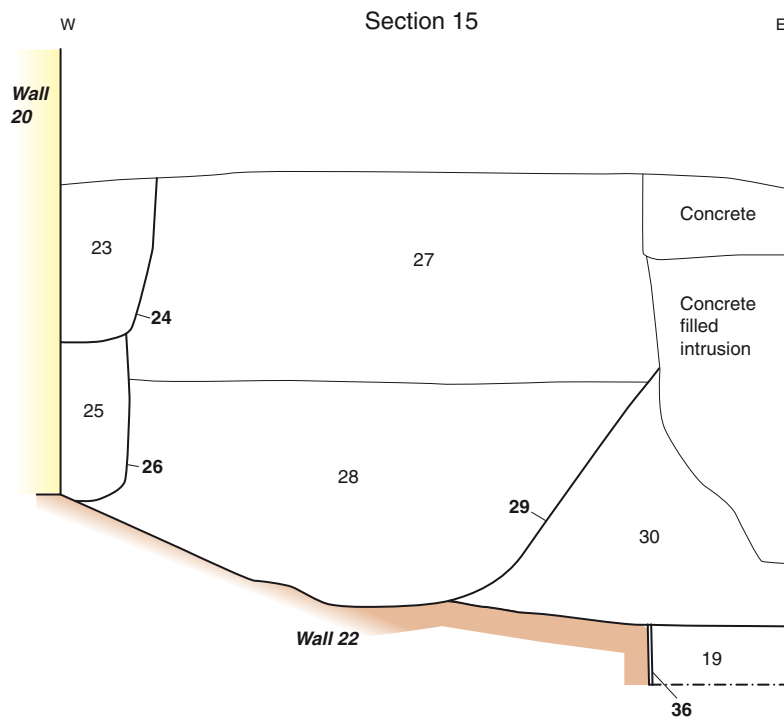 W
Section 15
E
Wall
20
Concrete
23
27
24
Concrete
filled
intrusion
25
26
28
29
30
Wall 22
19
36